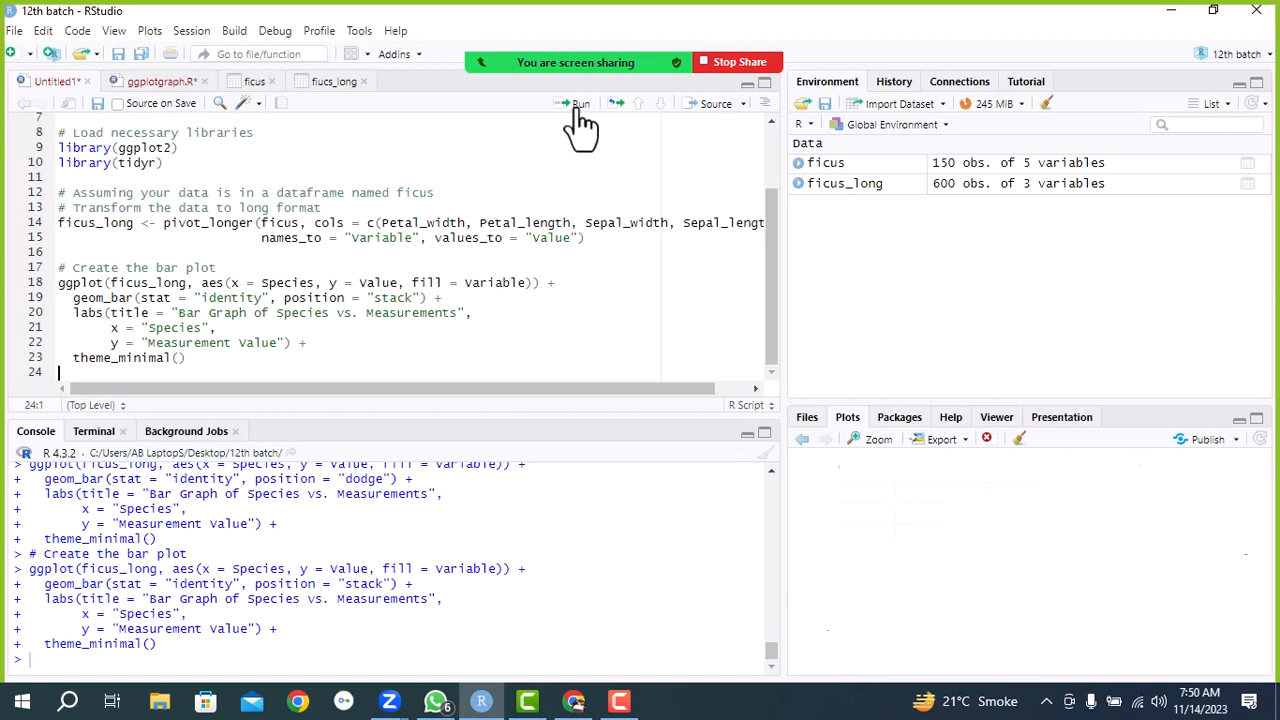 12th batch - RStudio
File Edit Code View Plots Session Build Debug Profile Tools Help
Go to file/function Addins 12th batch
You are screen sharing Stop Share
Untitled1* ggplotgraph.R* ficus fiucs_long
Source on Save Run Source
7
8 # Load necessary libraries
9 library(ggplot2)
10 library(tidyr)
11
12 # Assuming your data is in a dataframe named ficus
13 # Transform the data to long format
14 ficus_long <- pivot_longer(ficus, cols = c(Petal_width, Petal_length, Sepal_width, Sepal_lengt
15 names_to = "Variable", values_to = "Value")
16
17 # Create the bar plot
18 ggplot(ficus_long, aes(x = Species, y = Value, fill = Variable)) +
19 geom_bar(stat = "identity", position = "stack") +
20 labs(title = "Bar Graph of Species vs. Measurements",
21 x = "Species",
22 y = "Measurement Value") +
23 theme_minimal()
24
24:1 (Top Level) R Script
Console Terminal Background Jobs
R 4.3.2 · C:/Users/AB LaptopS/Desktop/12th batch/
> ggplot(ficus_long, aes(x = Species, y = Value, fill = Variable)) +
+ geom_bar(stat = "identity", position = "dodge") +
+ labs(title = "Bar Graph of Species vs. Measurements",
+ x = "Species",
+ y = "Measurement Value") +
+ theme_minimal()
> # Create the bar plot
> ggplot(ficus_long, aes(x = Species, y = Value, fill = Variable)) +
+ geom_bar(stat = "identity", position = "stack") +
+ labs(title = "Bar Graph of Species vs. Measurements",
+ x = "Species",
+ y = "Measurement Value") +
+ theme_minimal()
>
Environment History Connections Tutorial
Import Dataset 245 MiB List
R Global Environment
Data
ficus 150 obs. of 5 variables
ficus_long 600 obs. of 3 variables
Files Plots Packages Help Viewer Presentation
Zoom Export Publish
6 21°C Smoke 7:50 AM
11/14/2023